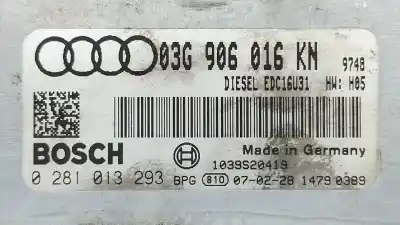 03G 906 016 KN 9748
DIESEL EDC16U31 HW: H05
BOSCH
Made in Germany
1039S20419
0 281 013 293 BPG 810 07-02-28 1479 0389